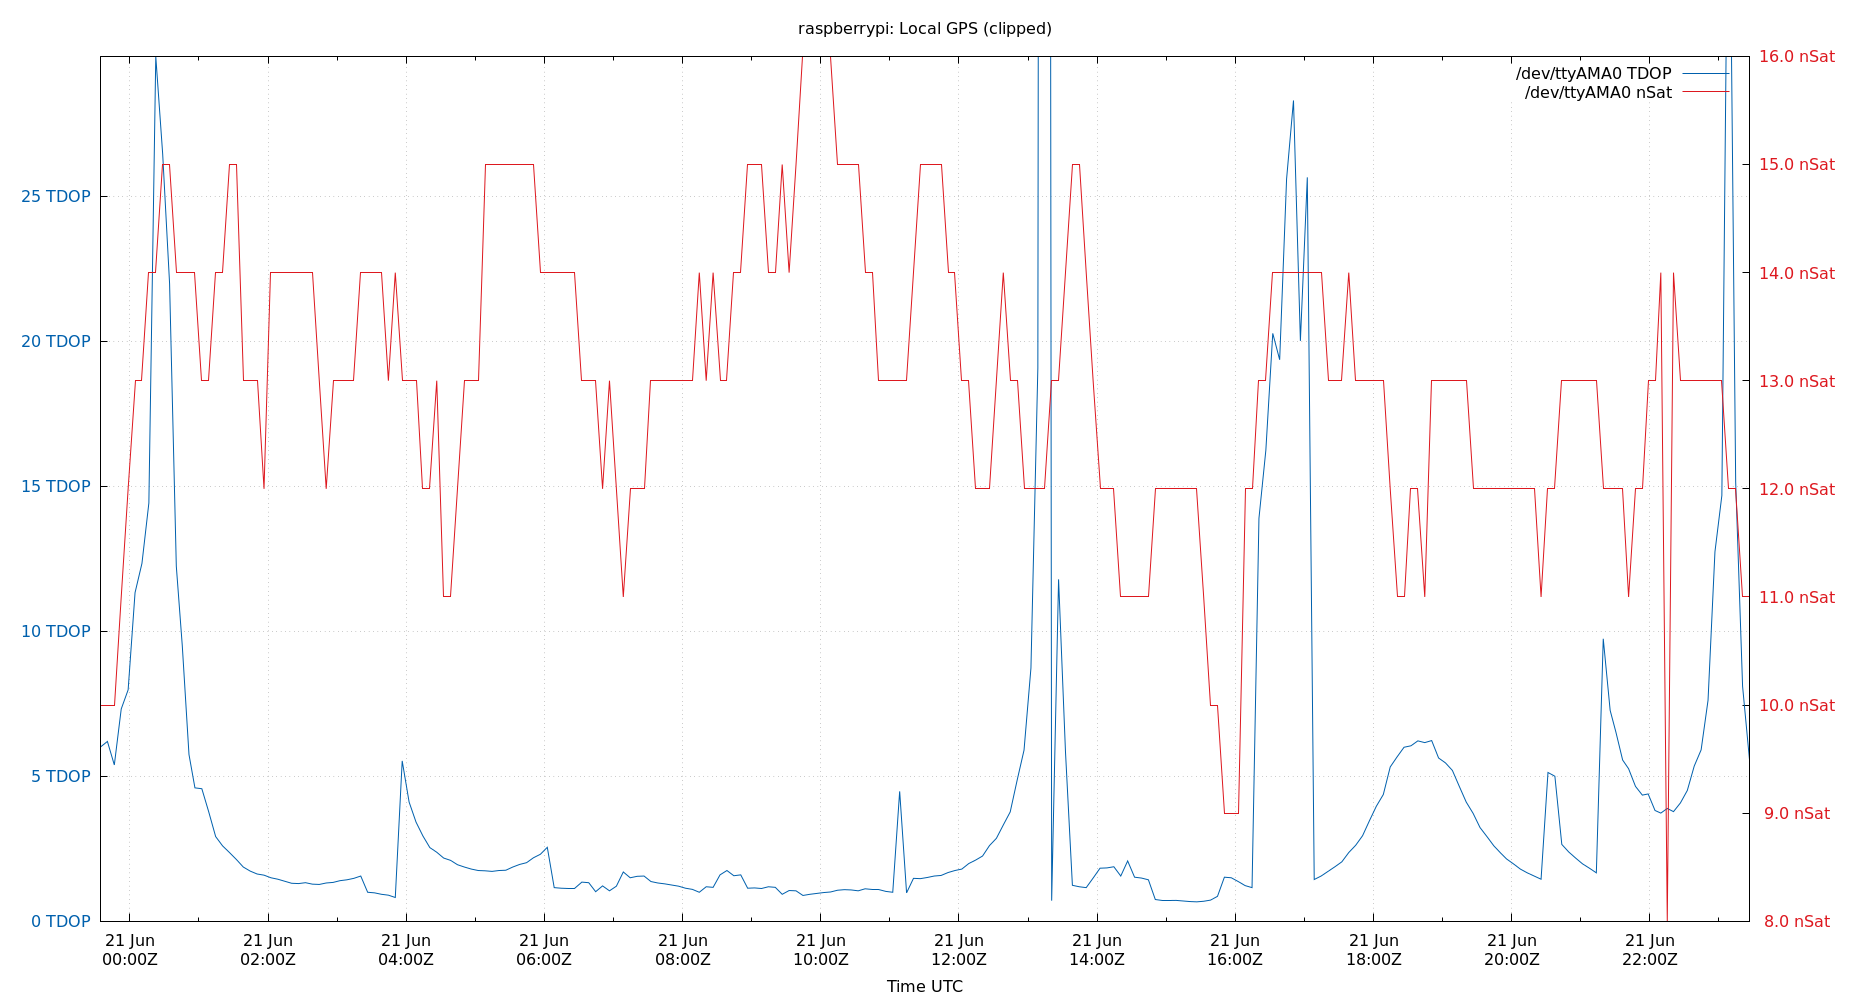 raspberrypi: Local GPS (clipped)
/dev/ttyAMA0 TDOP
/dev/ttyAMA0 nSat
25 TDOP
20 TDOP
15 TDOP
10 TDOP
5 TDOP
0 TDOP
16.0 nSat
15.0 nSat
14.0 nSat
13.0 nSat
12.0 nSat
11.0 nSat
10.0 nSat
9.0 nSat
8.0 nSat
21 Jun 21 Jun 21 Jun 21 Jun 21 Jun 21 Jun 21 Jun 21 Jun 21 Jun 21 Jun 21 Jun 21 Jun
00:00Z 02:00Z 04:00Z 06:00Z 08:00Z 10:00Z 12:00Z 14:00Z 16:00Z 18:00Z 20:00Z 22:00Z
Time UTC